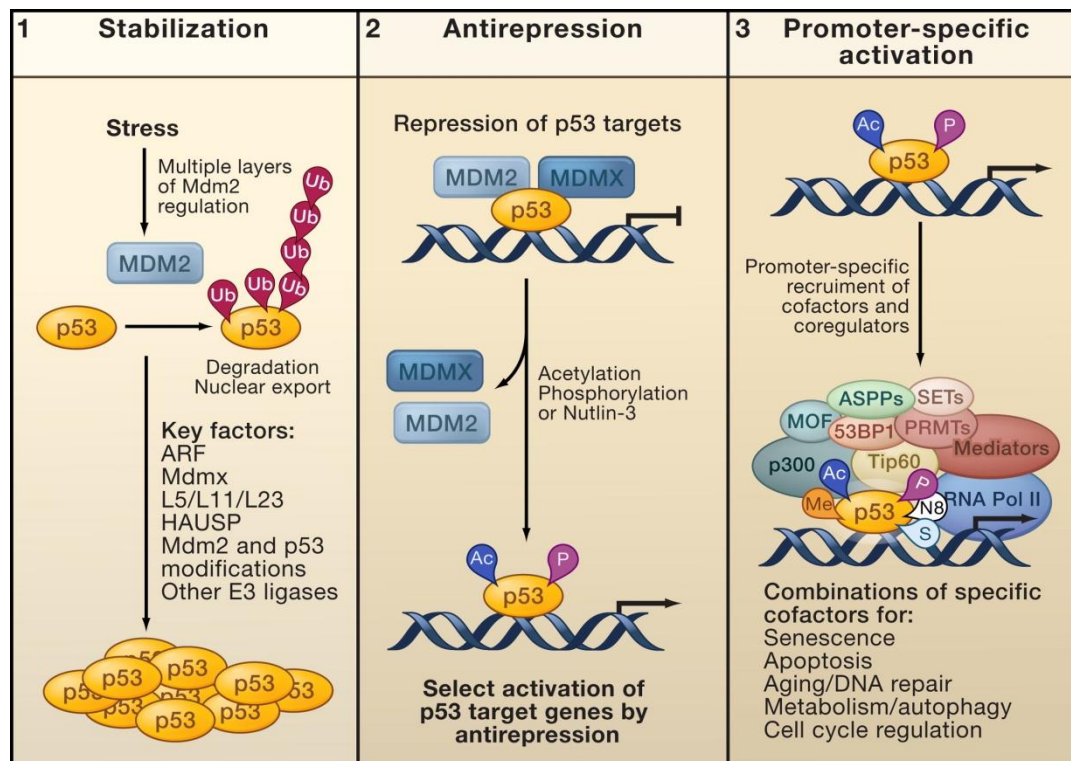 1 Stabilization
Stress
Multiple layers
of Mdm2
regulation
MDM2
Ub
Ub
Ub
Ub
Ub
Ub
p53
p53
Degradation
Nuclear export
Key factors:
ARF
Mdmx
L5/L11/L23
HAUSP
Mdm2 and p53
modifications
Other E3 ligases
p53
p53
p53
p53
p53
p53
p53
p53
p53
p53
2 Antirepression
Repression of p53 targets
MDM2 MDMX
p53
MDMX
MDM2
Acetylation
Phosphorylation
or Nutlin-3
Ac P
p53
Select activation of
p53 target genes by
antirepression
3 Promoter-specific
activation
Ac P
p53
Promoter-specific
recruiment of
cofactors and
coregulators
ASPPs SETs
MOF 53BP1 PRMTs
Mediators
p300 Tip60
Ac P
Me p53 N8 RNA Pol II
S
Combinations of specific
cofactors for:
Senescence
Apoptosis
Aging/DNA repair
Metabolism/autophagy
Cell cycle regulation